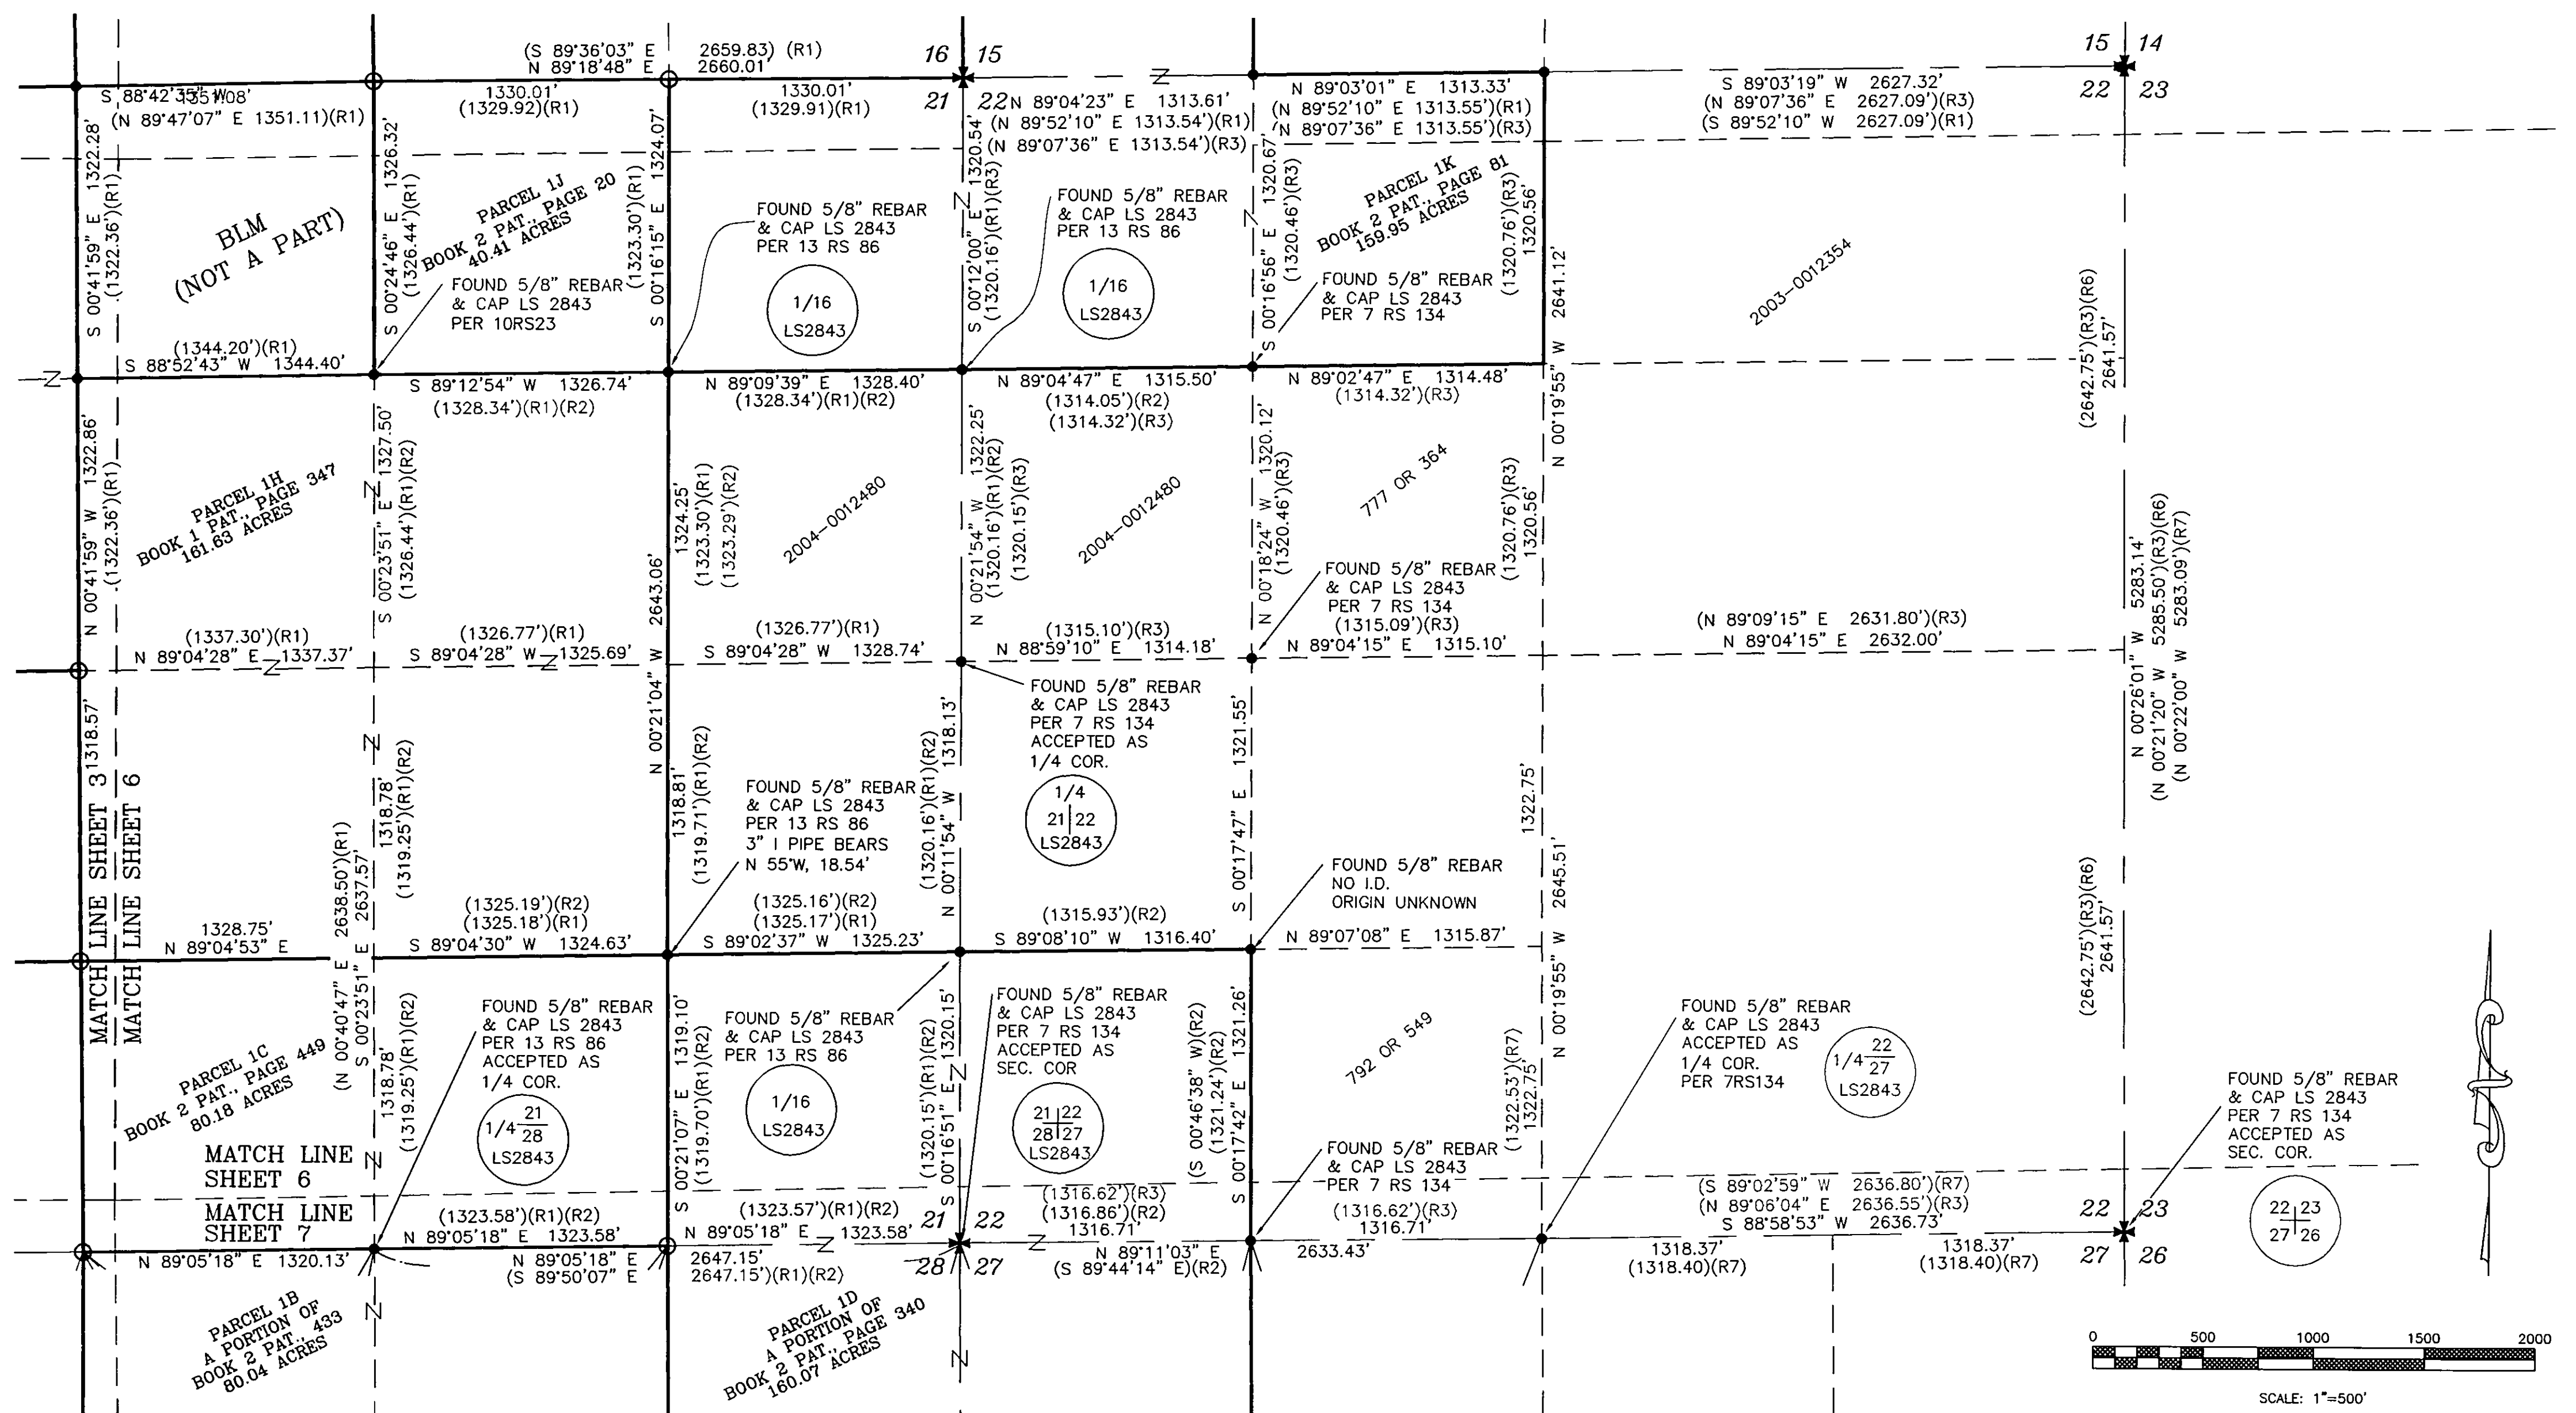 (S 89°36'03" E 2659.83) (R1)
N 89°18'48" E 2660.01'
16 15
21 22
15 14
22 23
S 88°42'35" W
1351.08'
(N 89°47'07" E 1351.11)(R1)
1330.01'
(1329.92)(R1)
1330.01'
(1329.91)(R1)
N 89°04'23" E 1313.61'
(N 89°52'10" E 1313.54')(R1)
(N 89°07'36" E 1313.54')(R3)
N 89°03'01" E 1313.33'
(N 89°52'10" E 1313.55')(R1)
(N 89°07'36" E 1313.55')(R3)
S 89°03'19" W 2627.32'
(N 89°07'36" E 2627.09')(R3)
(S 89°52'10" W 2627.09')(R1)
S 00°41'59" E 1322.28'
(1322.36')(R1)
BLM
(NOT A PART)
S 00°24'46" E 1326.32'
(1326.44')(R1)
PARCEL 1J
BOOK 2 PAT., PAGE 20
40.41 ACRES
(1323.30')(R1)
S 00°16'15" E 1324.07'
FOUND 5/8" REBAR
& CAP LS 2843
PER 10RS23
FOUND 5/8" REBAR
& CAP LS 2843
PER 13 RS 86
1/16
LS2843
S 00°12'00" E 1320.54'
(1320.16')(R1)(R3)
FOUND 5/8" REBAR
& CAP LS 2843
PER 13 RS 86
1/16
LS2843
S 00°16'56" E 1320.67'
(1320.46')(R3)
PARCEL 1K
BOOK 2 PAT., PAGE 81
159.95 ACRES
FOUND 5/8" REBAR
& CAP LS 2843
PER 7 RS 134
(1320.76')(R3)
1320.56'
N 00°19'55" W 2641.12'
2003-0012354
(2642.75')(R3)(R6)
2641.57'
(1344.20')(R1)
S 88°52'43" W 1344.40'
S 89°12'54" W 1326.74'
(1328.34')(R1)(R2)
N 89°09'39" E 1328.40'
(1328.34')(R1)(R2)
N 89°04'47" E 1315.50'
(1314.05')(R2)
(1314.32')(R3)
N 89°02'47" E 1314.48'
(1314.32')(R3)
N 00°41'59" W 1322.86'
(1322.36')(R1)
PARCEL 1H
BOOK 1 PAT., PAGE 347
161.63 ACRES
S 00°23'51" E 1327.50'
(1326.44')(R1)(R2)
N 00°21'04" W 2643.06'
1324.25'
(1323.30')(R1)
(1323.29')(R2)
2004-0012480
N 00°21'54" W 1322.25'
(1320.16')(R1)(R2)
(1320.15')(R3)
2004-0012480
N 00°18'24" W 1320.12'
(1320.46')(R3)
777 OR 364
FOUND 5/8" REBAR
& CAP LS 2843
PER 7 RS 134
(1315.09')(R3)
(1320.76')(R3)
1320.56'
N 00°26'01" W 5283.14'
(N 00°21'20" W 5285.50')(R3)(R6)
(N 00°22'00" W 5283.09')(R7)
(1337.30')(R1)
N 89°04'28" E 1337.37'
(1326.77')(R1)
S 89°04'28" W 1325.69'
(1326.77')(R1)
S 89°04'28" W 1328.74'
(1315.10')(R3)
N 88°59'10" E 1314.18'
N 89°04'15" E 1315.10'
(N 89°09'15" E 2631.80')(R3)
N 89°04'15" E 2632.00'
1318.57'
MATCH LINE SHEET 3
MATCH LINE SHEET 6
(N 00°40'47" E 2638.50')(R1)
S 00°23'51" E 2637.57'
1318.78'
(1319.25')(R1)(R2)
1318.81'
(1319.71')(R1)(R2)
FOUND 5/8" REBAR
& CAP LS 2843
PER 13 RS 86
3" I PIPE BEARS
N 55°W, 18.54'
(1320.16')(R1)(R2)
N 00°11'54" W 1318.13'
FOUND 5/8" REBAR
& CAP LS 2843
PER 7 RS 134
ACCEPTED AS
1/4 COR.
1/4
21 22
LS2843
S 00°17'47" E 1321.55'
FOUND 5/8" REBAR
NO I.D.
ORIGIN UNKNOWN
1322.75'
N 00°19'55" W 2645.51'
(2642.75')(R3)(R6)
2641.57'
1328.75'
N 89°04'53" E
(1325.19')(R2)
(1325.18')(R1)
S 89°04'30" W 1324.63'
(1325.16')(R2)
(1325.17')(R1)
S 89°02'37" W 1325.23'
(1315.93')(R2)
S 89°08'10" W 1316.40'
N 89°07'08" E 1315.87'
PARCEL 1C
BOOK 2 PAT., PAGE 449
80.18 ACRES
1318.78'
(1319.25')(R1)(R2)
FOUND 5/8" REBAR
& CAP LS 2843
PER 13 RS 86
ACCEPTED AS
1/4 COR.
1/4 21
28
LS2843
S 00°21'07" E 1319.10'
(1319.70')(R1)(R2)
FOUND 5/8" REBAR
& CAP LS 2843
PER 13 RS 86
1/16
LS2843
(1320.15')(R1)(R2)
S 00°16'51" E 1320.15'
FOUND 5/8" REBAR
& CAP LS 2843
PER 7 RS 134
ACCEPTED AS
SEC. COR
21 22
28 27
LS2843
(S 00°46'38" W)(R2)
(1321.24')(R2)
S 00°17'42" E 1321.26'
792 OR 549
FOUND 5/8" REBAR
& CAP LS 2843
PER 7 RS 134
(1322.53')(R7)
1322.75'
FOUND 5/8" REBAR
& CAP LS 2843
ACCEPTED AS
1/4 COR.
PER 7RS134
1/4 22
27
LS2843
FOUND 5/8" REBAR
& CAP LS 2843
PER 7 RS 134
ACCEPTED AS
SEC. COR.
22 23
27 26
MATCH LINE
SHEET 6
MATCH LINE
SHEET 7
(1323.58')(R1)(R2)
N 89°05'18" E 1323.58'
(1323.57')(R1)(R2)
N 89°05'18" E 1323.58'
21 22
28 27
(1316.62')(R3)
(1316.86')(R2)
1316.71'
(1316.62')(R3)
1316.71'
(S 89°02'59" W 2636.80')(R7)
(N 89°06'04" E 2636.55')(R3)
S 88°58'53" W 2636.73'
22 23
27 26
N 89°05'18" E 1320.13'
N 89°05'18" E 2647.15'
(S 89°50'07" E 2647.15')(R1)(R2)
N 89°11'03" E 2633.43'
(S 89°44'14" E)(R2)
1318.37'
(1318.40)(R7)
1318.37'
(1318.40)(R7)
PARCEL 1B
A PORTION OF
BOOK 2 PAT., 433
80.04 ACRES
PARCEL 1D
A PORTION OF
BOOK 2 PAT., PAGE 340
160.07 ACRES
0 500 1000 1500 2000
SCALE: 1"=500'